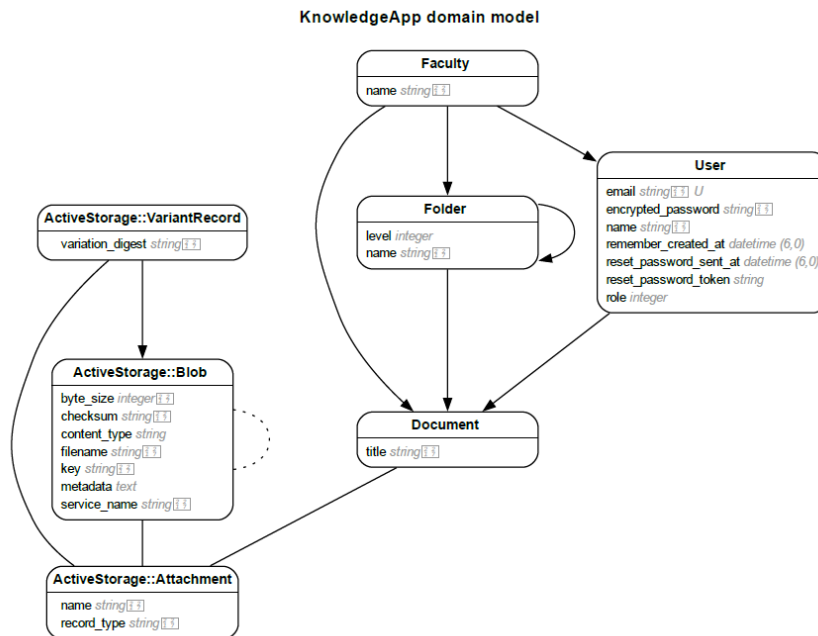 KnowledgeApp domain model
Faculty
name string
User
email string U
encrypted_password string
name string
remember_created_at datetime (6,0)
reset_password_sent_at datetime (6,0)
reset_password_token string
role integer
Folder
level integer
name string
ActiveStorage::VariantRecord
variation_digest string
ActiveStorage::Blob
byte_size integer
checksum string
content_type string
filename string
key string
metadata text
service_name string
Document
title string
ActiveStorage::Attachment
name string
record_type string